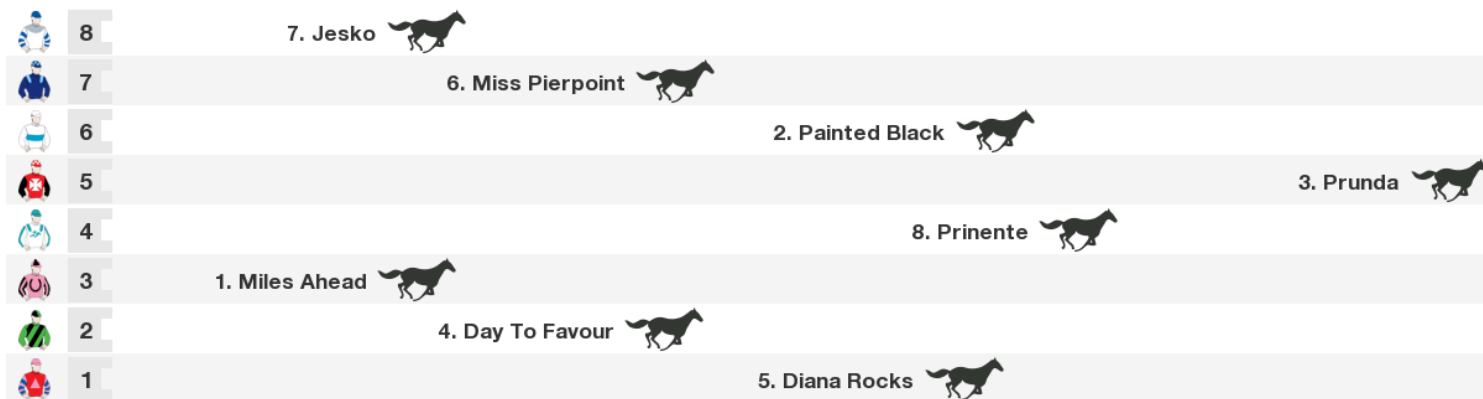 8 7. Jesko
7 6. Miss Pierpoint
6 2. Painted Black
5 3. Prunda
4 8. Prinente
3 1. Miles Ahead
2 4. Day To Favour
1 5. Diana Rocks